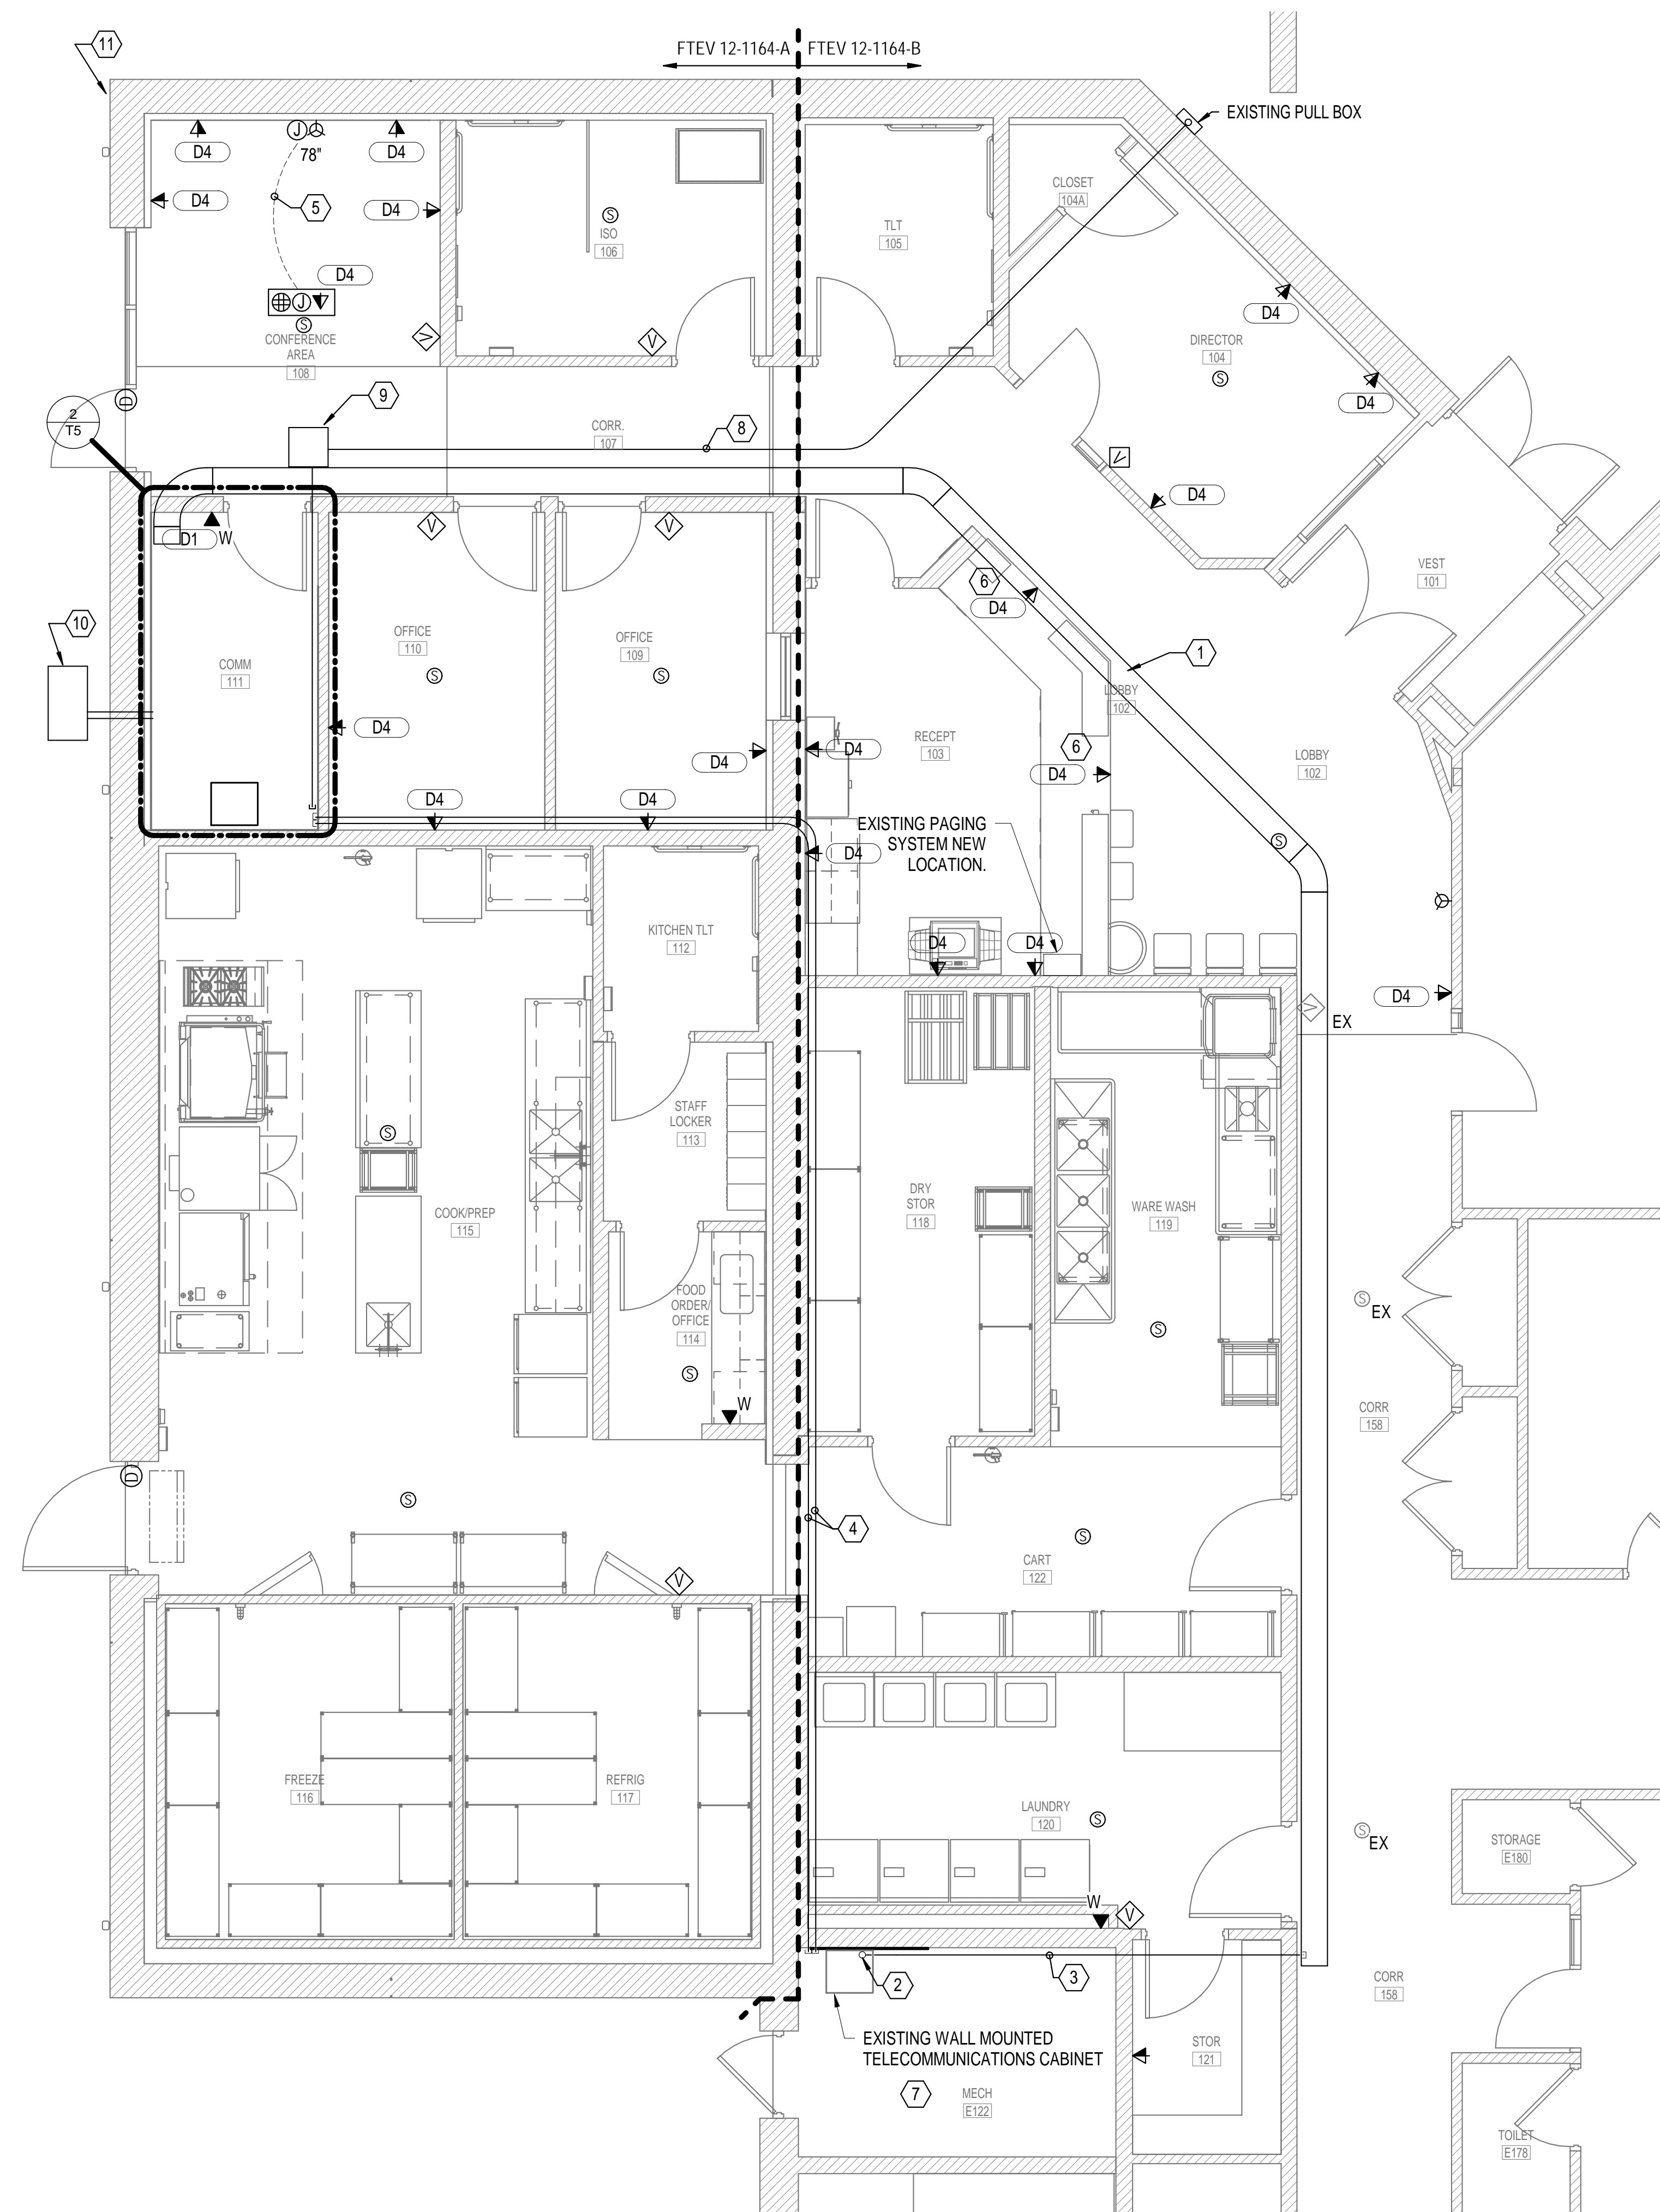 11
FTEV 12-1164-A
FTEV 12-1164-B
EXISTING PULL BOX
J
78"
D4
D4
D4
D4
5
D4
J
S
CONFERENCE
AREA
108
V
S
ISO
106
V
TLT
105
CLOSET
104A
D4
DIRECTOR
104
S
D4
V
D4
D
2
T5
9
CORR.
107
8
D1
W
V
V
6
D4
VEST
101
10
COMM
111
OFFICE
110
S
OFFICE
109
S
1
LOBBY
102
D4
D4
D4
RECEPT
103
6
D4
LOBBY
102
D4
D4
EXISTING PAGING
SYSTEM NEW
LOCATION.
D4
S
KITCHEN TLT
112
D4
D4
D4
V
EX
S
STAFF
LOCKER
113
COOK/PREP
115
DRY
STOR
118
WARE WASH
119
FOOD
ORDER/
OFFICE
114
S
W
S
S
EX
CORR
158
D
S
4
S
CART
122
V
FREEZE
116
REFRIG
117
LAUNDRY
120
S
S
EX
STORAGE
E180
W
V
2
3
CORR
158
EXISTING WALL MOUNTED
TELECOMMUNICATIONS CABINET
7
MECH
E122
STOR
121
TOILET
E178